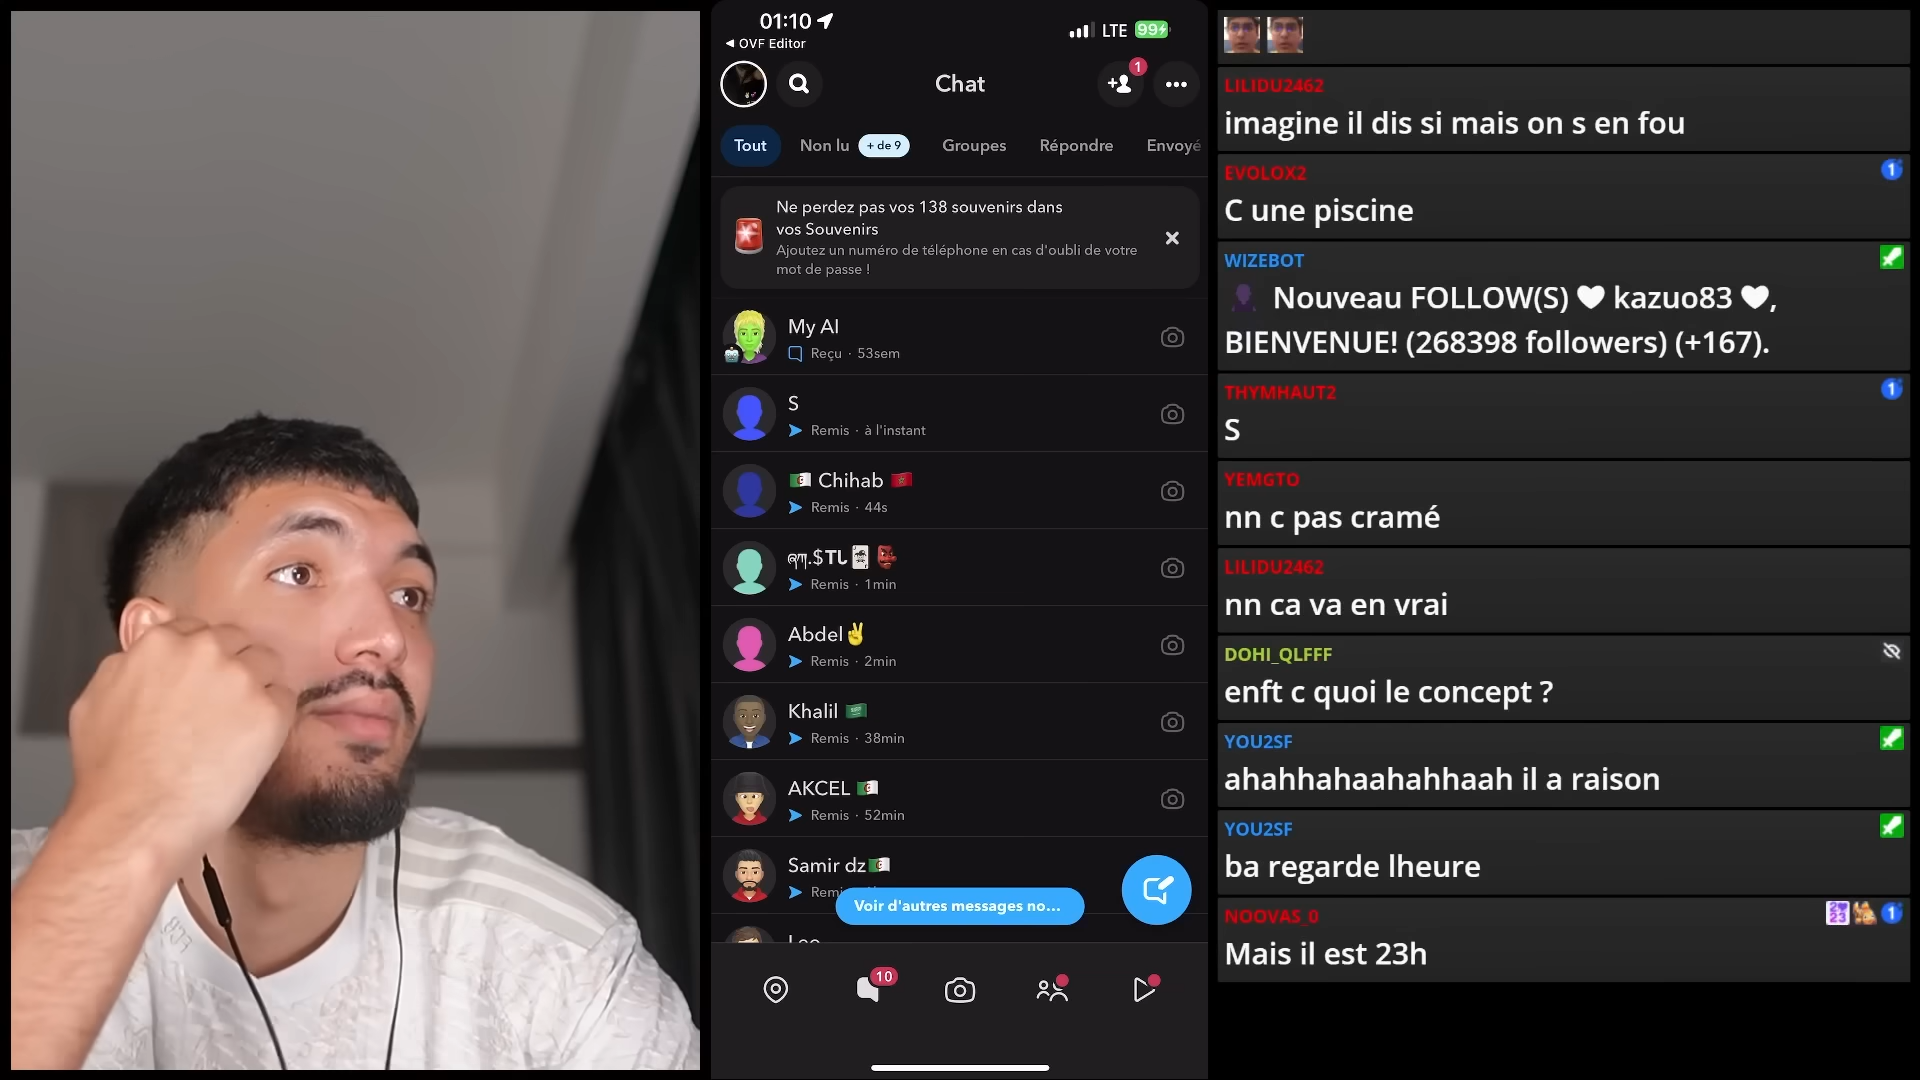 01:10
LTE 99
◀ OVF Editor
Chat
1
Tout
Non lu
+ de 9
Groupes
Répondre
Envoyé
Ne perdez pas vos 138 souvenirs dans
vos Souvenirs
Ajoutez un numéro de téléphone en cas d'oubli de votre
mot de passe !
My AI
Reçu · 53sem
S
Remis · à l'instant
🇩🇿 Chihab 🇲🇦
Remis · 44s
Remis · 1min
Abdel✌️
Remis · 2min
Khalil 🇸🇦
Remis · 38min
AKCEL 🇩🇿
Remis · 52min
Samir dz🇩🇿
Voir d'autres messages no...
10
LILIDU2462
imagine il dis si mais on s en fou
EVOLOX2
1
C une piscine
WIZEBOT
Nouveau FOLLOW(S) 🤍 kazuo83 🤍,
BIENVENUE! (268398 followers) (+167).
THYMHAUT2
1
S
YEMGTO
nn c pas cramé
LILIDU2462
nn ca va en vrai
DOHI_QLFFF
enft c quoi le concept ?
YOU2SF
ahahhahaahahhaah il a raison
YOU2SF
ba regarde lheure
NOOVAS_0
1
Mais il est 23h